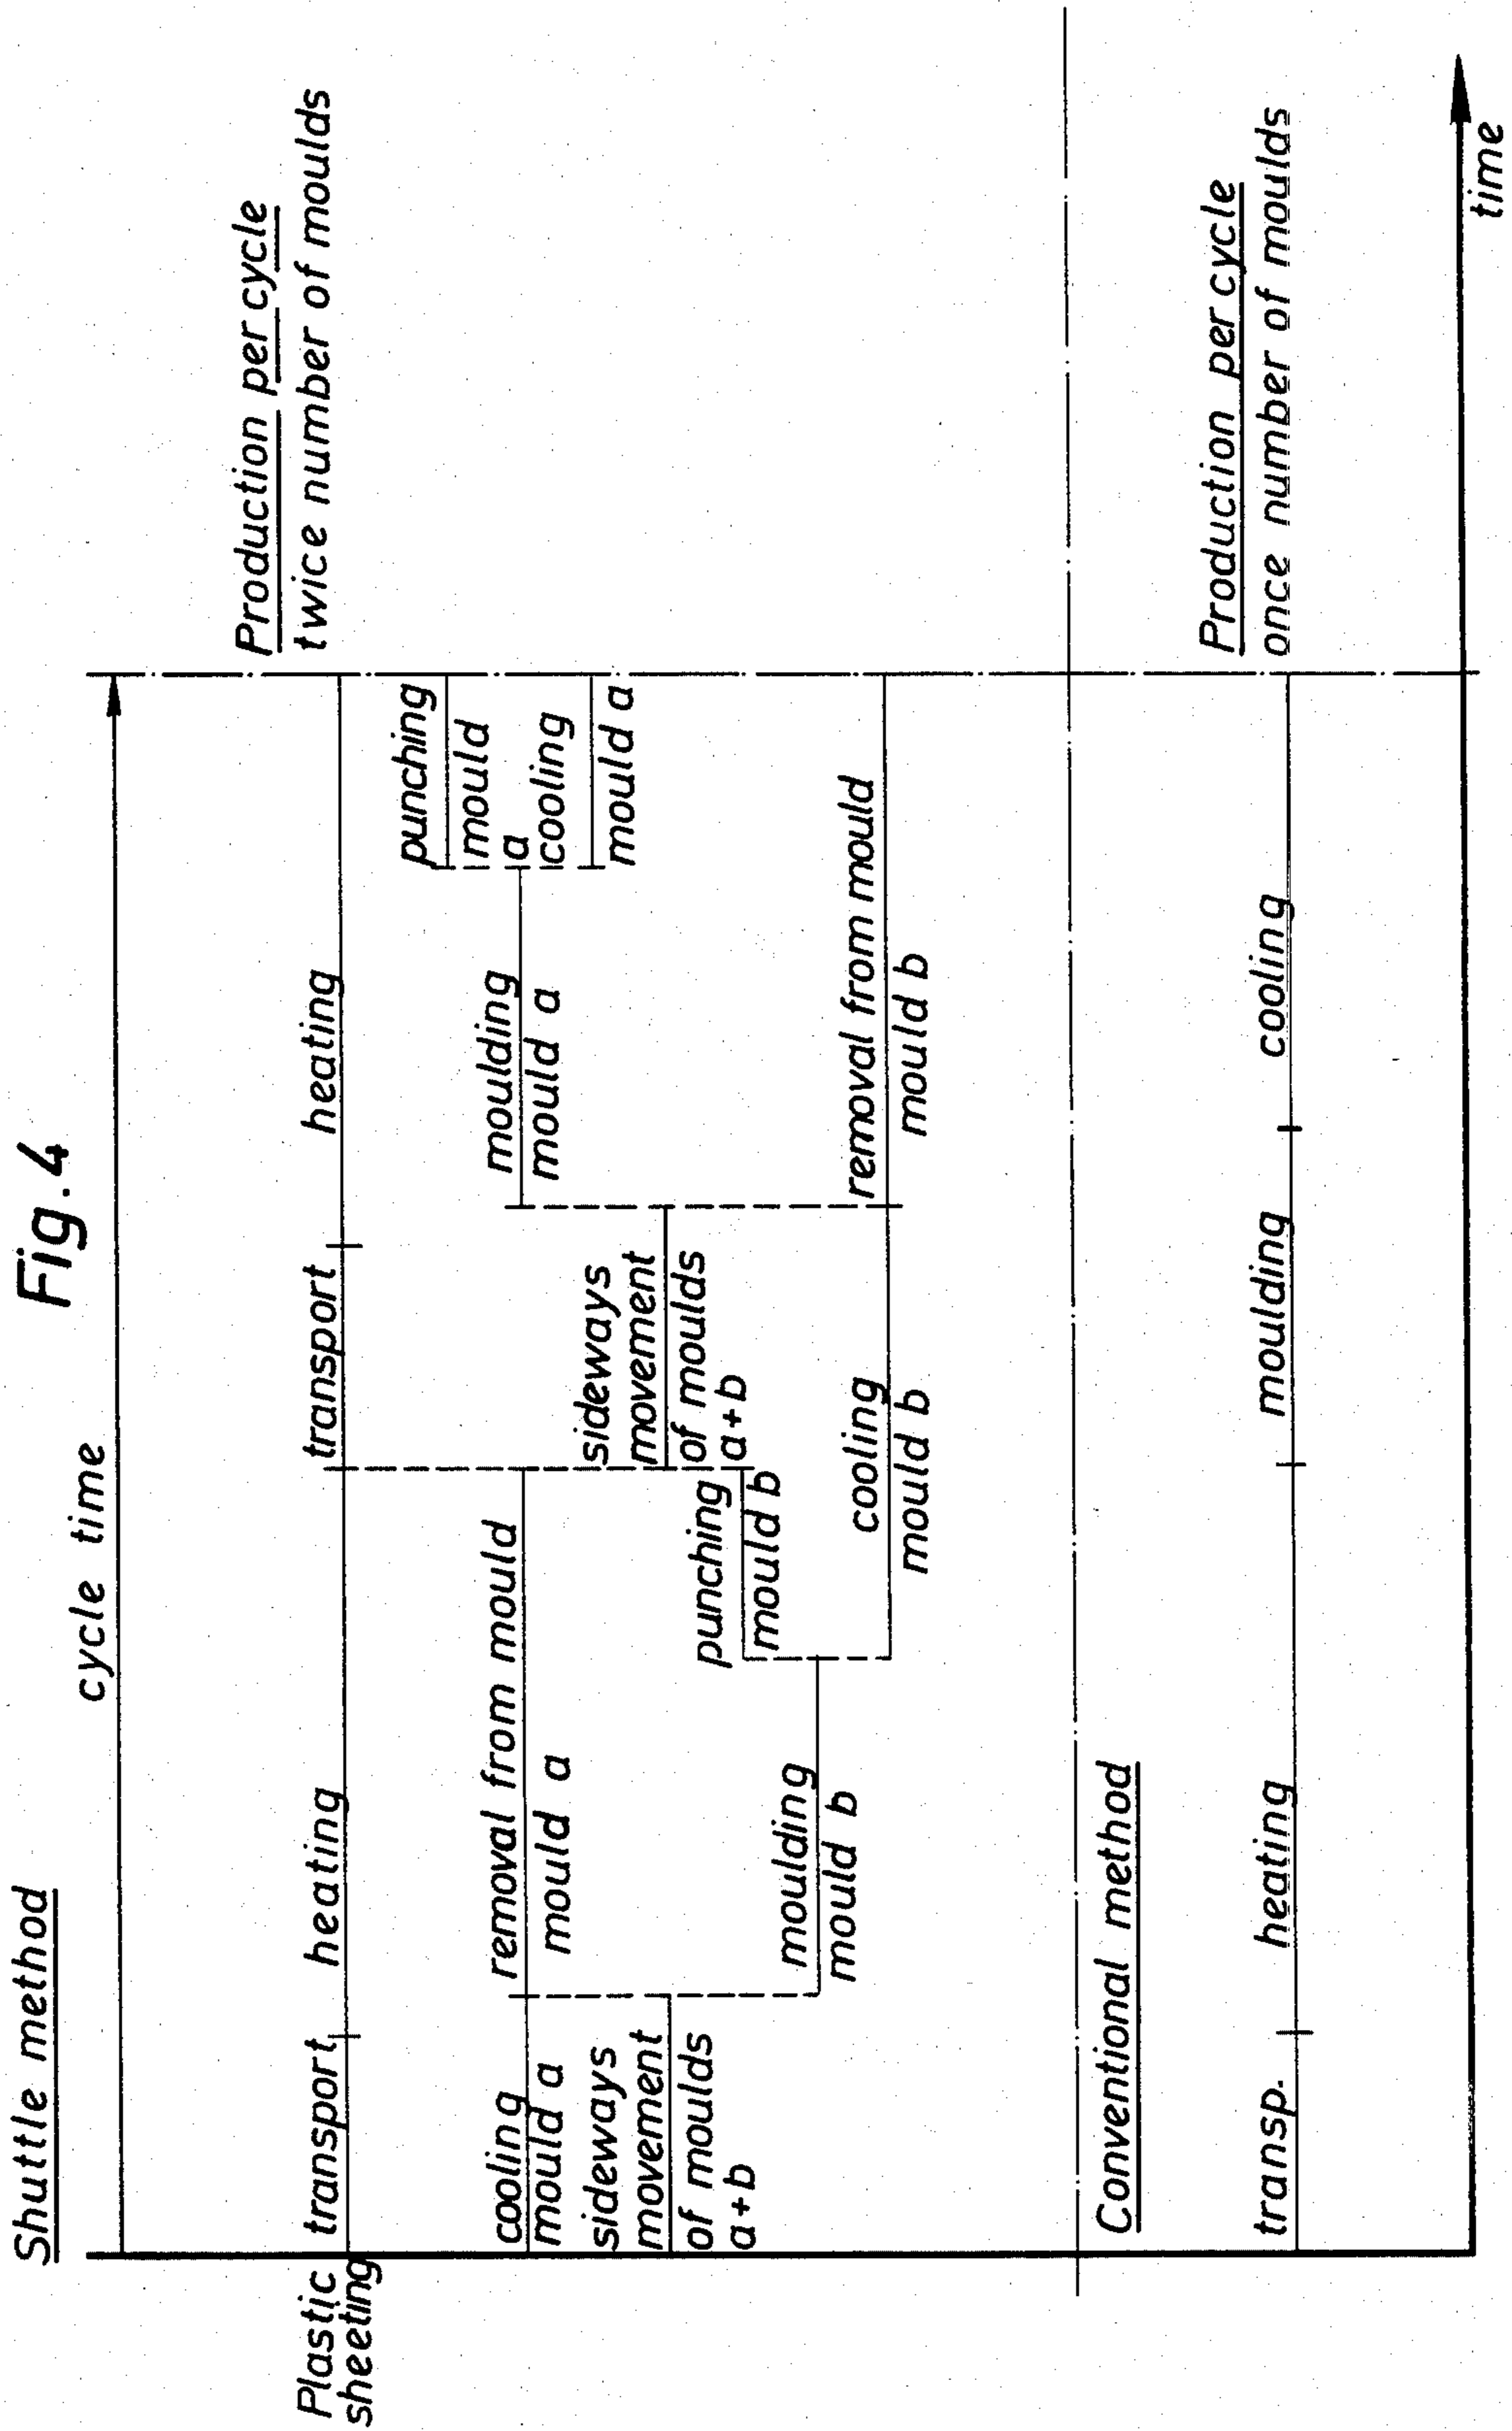 Fig.4
Shuttle method
cycle time
Production per cycle
twice number of moulds
Plastic
sheeting
transport
heating
transport
heating
cooling
mould a
removal from mould
mould a
moulding
mould a
punching
mould
a
cooling
mould a
sideways
movement
of moulds
a+b
sideways
movement
of moulds
a+b
moulding
mould b
punching
mould b
cooling
mould b
removal from mould
mould b
Conventional method
Production per cycle
once number of moulds
transp.
heating
moulding
cooling
time